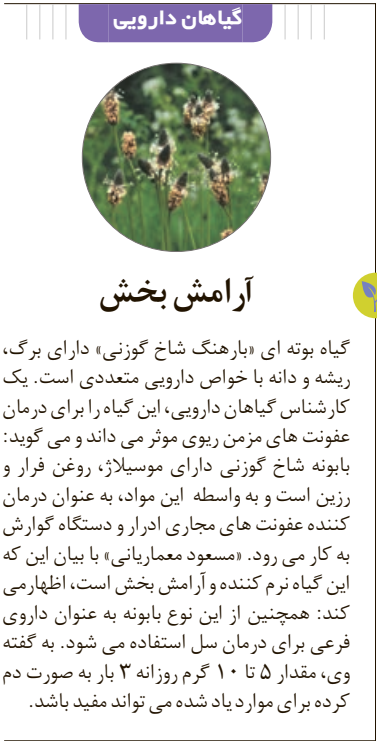 گیاهان دارویی
آرامش بخش
گیاه بوته ای «بارهنگ شاخ گوزنی» دارای برگ،
ریشه و دانه با خواص دارویی متعددی است. یک
کارشناس گیاهان دارویی، این گیاه را برای درمان
عفونت های مزمن ریوی موثر می داند و می گوید:
بابونه شاخ گوزنی دارای موسیلاژ، روغن فرار و
رزین است و به واسطه این مواد، به عنوان درمان
کننده عفونت های مجاری ادرار و دستگاه گوارش
به کار می رود. «مسعود معماریانی» با بیان این که
این گیاه نرم کننده و آرامش بخش است، اظهارمی
کند: همچنین از این نوع بابونه به عنوان داروی
فرعی برای درمان سل استفاده می شود. به گفته
وی، مقدار ۵ تا ۱۰ گرم روزانه ۳ بار به صورت دم
کرده برای موارد یاد شده می تواند مفید باشد.